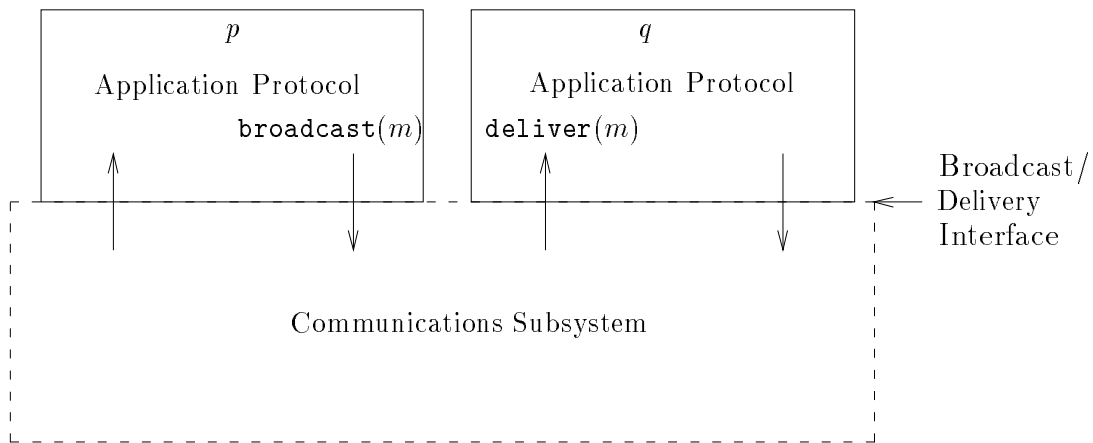 p
Application Protocol
broadcast(m)
q
Application Protocol
deliver(m)
Broadcast/
Delivery
Interface
Communications Subsystem